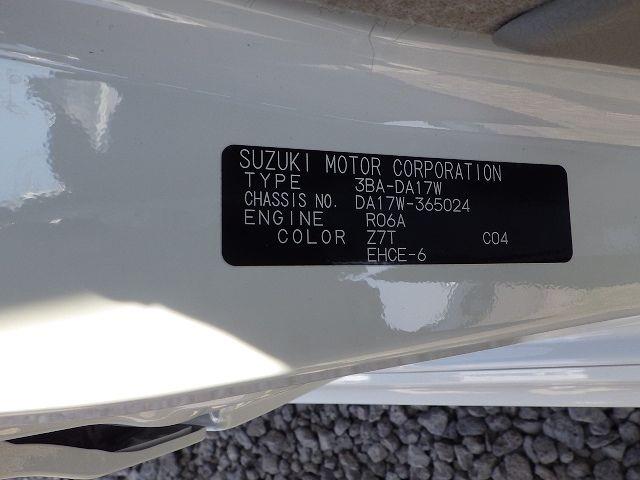 SUZUKI MOTOR CORPORATION
TYPE 3BA-DA17W
CHASSIS NO. DA17W-365024
ENGINE R06A
COLOR Z7T C04
EHCE-6